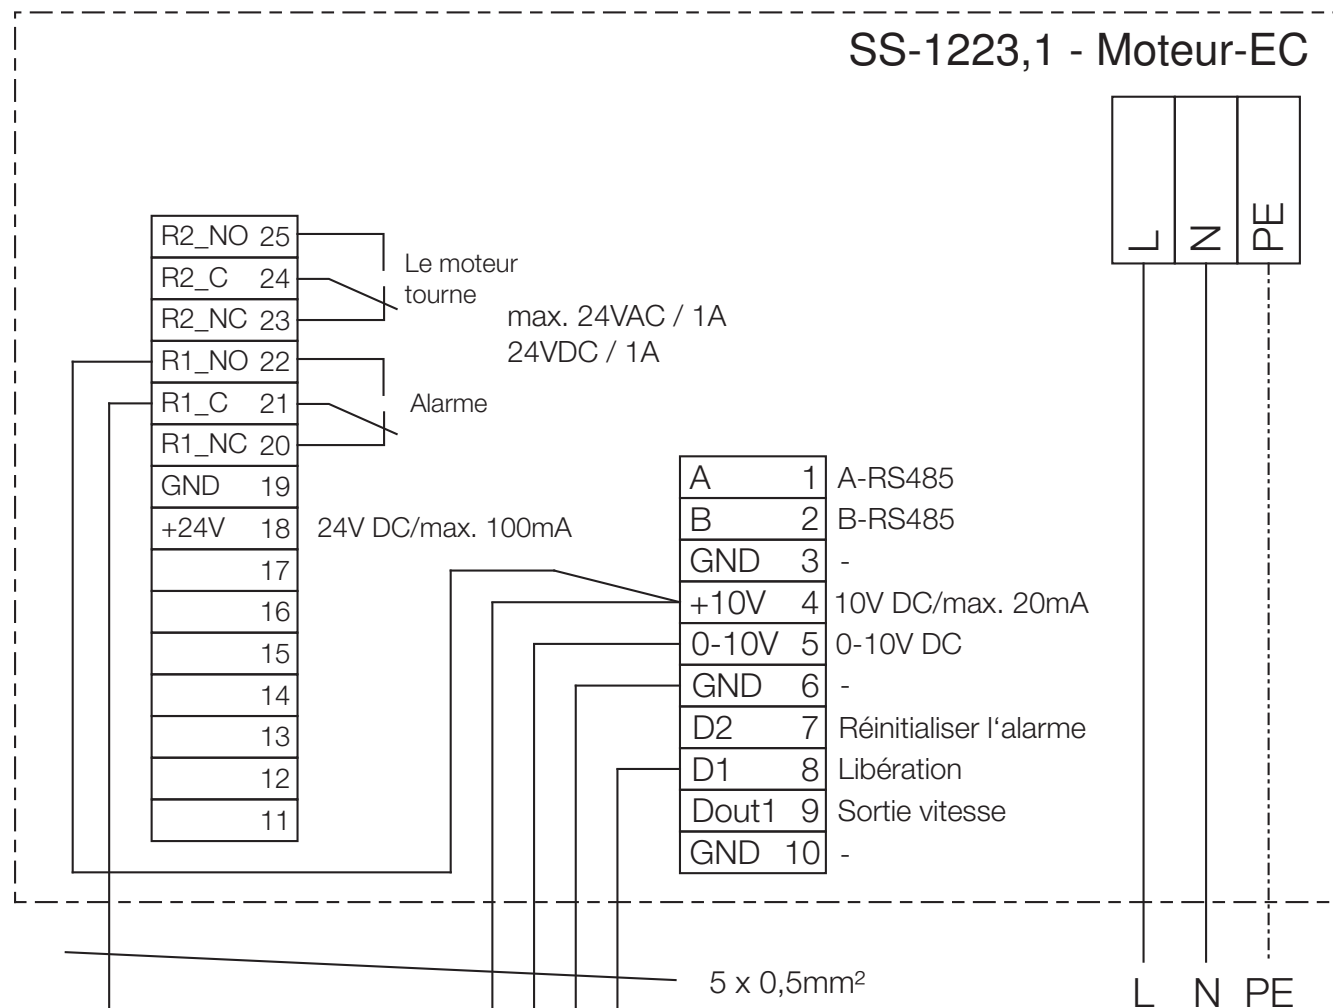 SS-1223,1 - Moteur-EC
L
N
PE
R2_NO 25
R2_C 24
R2_NC 23
R1_NO 22
R1_C 21
R1_NC 20
GND 19
+24V 18
17
16
15
14
13
12
11
Le moteur
tourne
max. 24VAC / 1A
24VDC / 1A
Alarme
24V DC/max. 100mA
A 1 A-RS485
B 2 B-RS485
GND 3 -
+10V 4 10V DC/max. 20mA
0-10V 5 0-10V DC
GND 6 -
D2 7 Réinitialiser l‘alarme
D1 8 Libération
Dout1 9 Sortie vitesse
GND 10 -
5 x 0,5mm²
L N PE